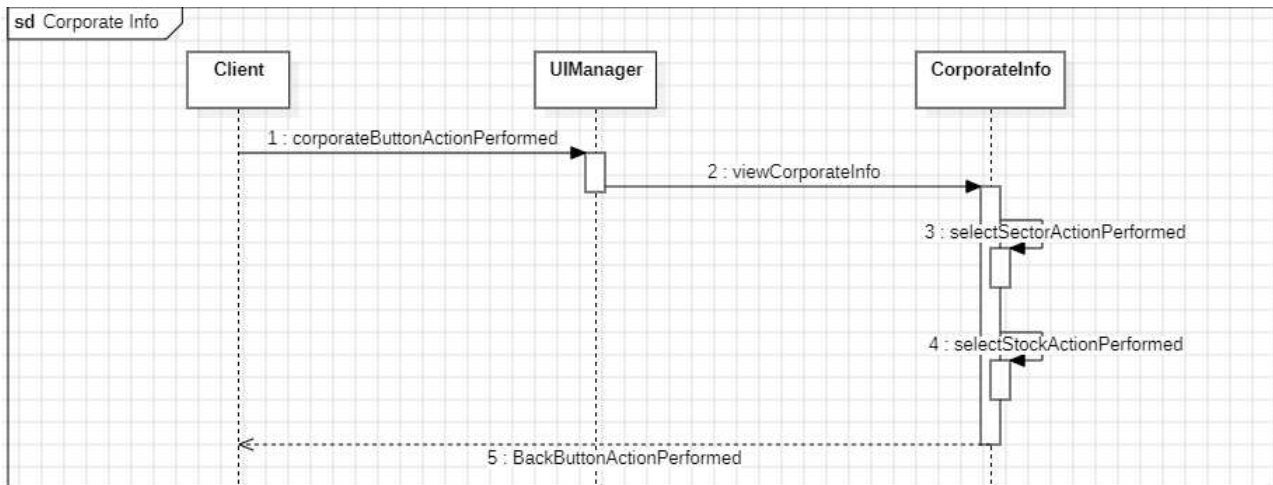 sd Corporate Info
Client
UIManager
CorporateInfo
1 : corporateButtonActionPerformed
2 : viewCorporateInfo
3 : selectSectorActionPerformed
4 : selectStockActionPerformed
5 : BackButtonActionPerformed